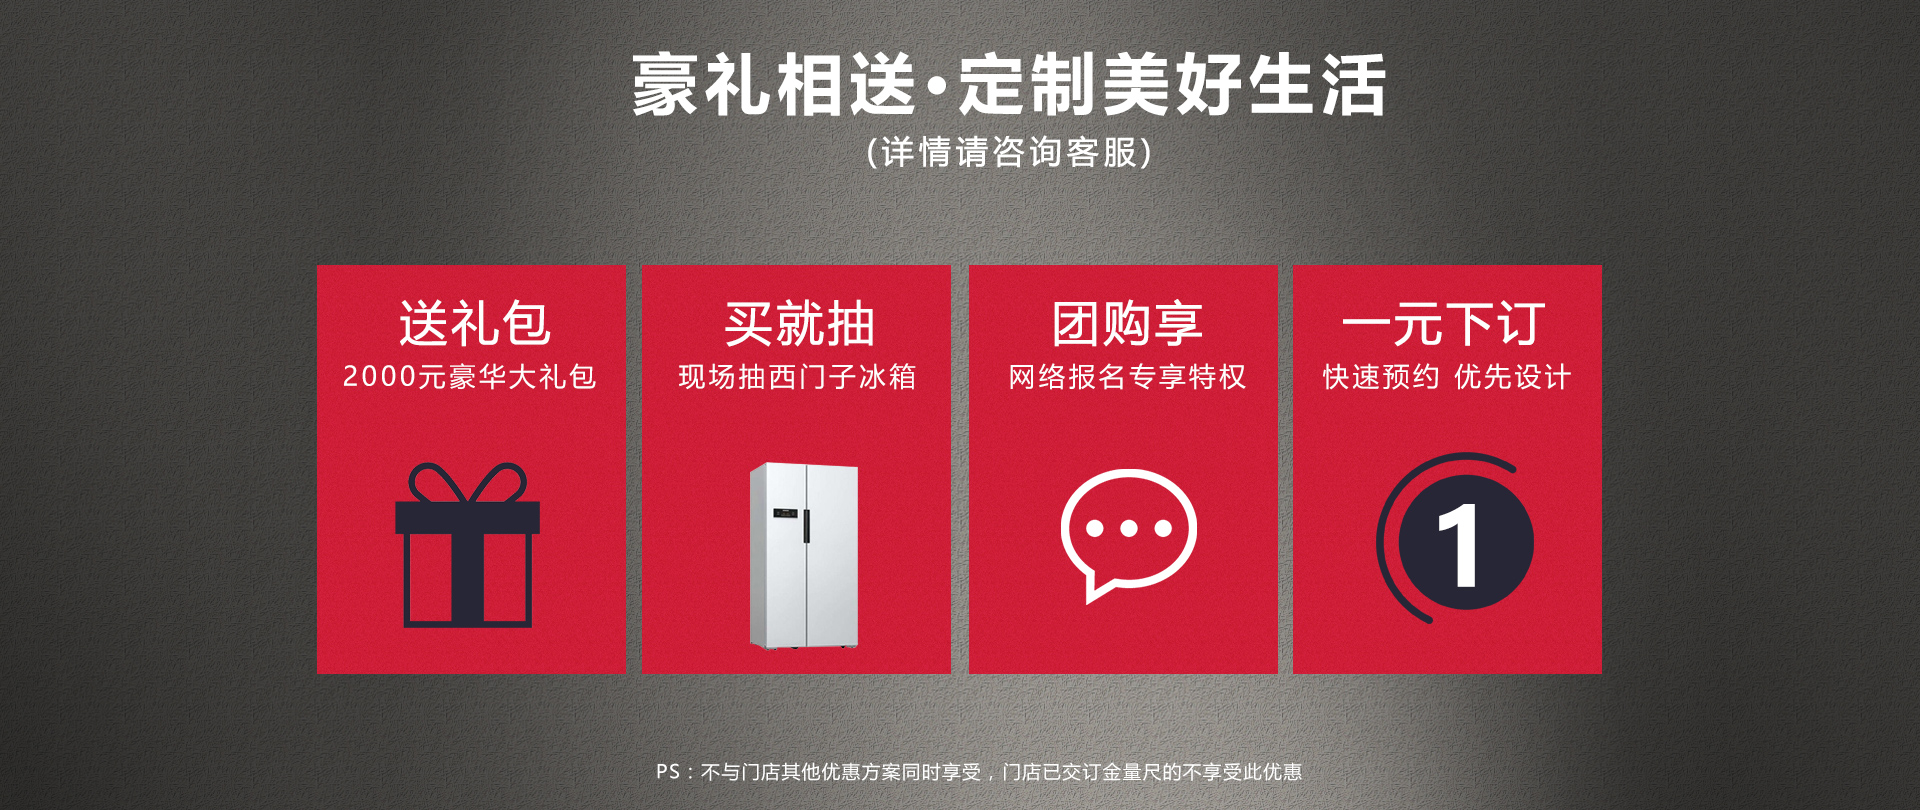 豪礼相送·定制美好生活
(详情请咨询客服)
送礼包
2000元豪华大礼包
买就抽
现场抽西门子冰箱
团购享
网络报名专享特权
一元下订
快速预约 优先设计
1
PS：不与门店其他优惠方案同时享受，门店已交订金量尺的不享受此优惠